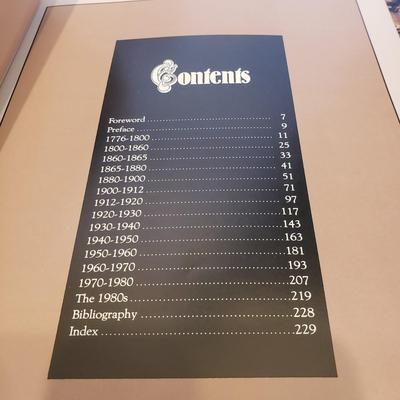 Contents
Foreword ........................ 7
Preface ........................ 9
1776-1800 ........................ 11
1800-1860 ........................ 25
1860-1865 ........................ 33
1865-1880 ........................ 41
1880-1900 ........................ 51
1900-1912 ........................ 71
1912-1920 ........................ 97
1920-1930 ........................ 117
1930-1940 ........................ 143
1940-1950 ........................ 163
1950-1960 ........................ 181
1960-1970 ........................ 193
1970-1980 ........................ 207
The 1980s ........................ 219
Bibliography ........................ 228
Index ........................ 229